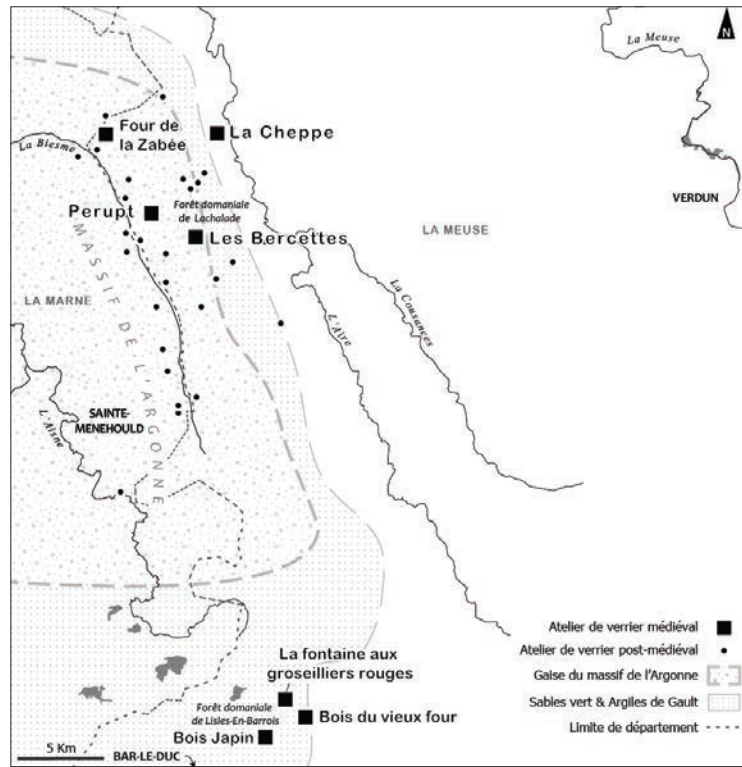 N
La Meuse
Four de
la Zabée
La Cheppe
La Biesme
VERDUN
Perupt
Forêt domaniale
de Lachalade
Les Bercettes
LA MEUSE
LA MARNE
MASSIF DE L'ARGONNE
La Cousances
L'Aire
L'Aisne
SAINTE-
MENEHOULD
La fontaine aux
groseilliers rouges
Forêt domaniale
de Lisles-En-Barrois
Bois du vieux four
Bois Japin
5 Km
BAR-LE-DUC
Atelier de verrier médiéval
Atelier de verrier post-médiéval
Gaise du massif de l'Argonne
Sables vert & Argiles de Gault
Limite de département